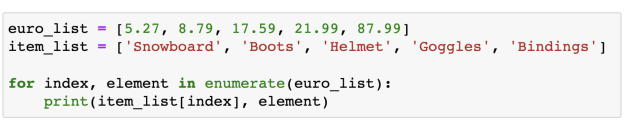 euro_list = [5.27, 8.79, 17.59, 21.99, 87.99]
item_list = ['Snowboard', 'Boots', 'Helmet', 'Goggles', 'Bindings']

for index, element in enumerate(euro_list):
    print(item_list[index], element)